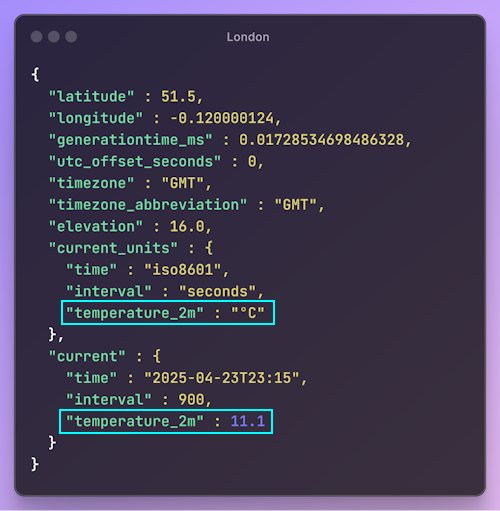 London
{
"latitude" : 51.5,
"longitude" : -0.120000124,
"generationtime_ms" : 0.01728534698486328,
"utc_offset_seconds" : 0,
"timezone" : "GMT",
"timezone_abbreviation" : "GMT",
"elevation" : 16.0,
"current_units" : {
"time" : "iso8601",
"interval" : "seconds",
"temperature_2m" : "°C"
},
"current" : {
"time" : "2025-04-23T23:15",
"interval" : 900,
"temperature_2m" : 11.1
}
}